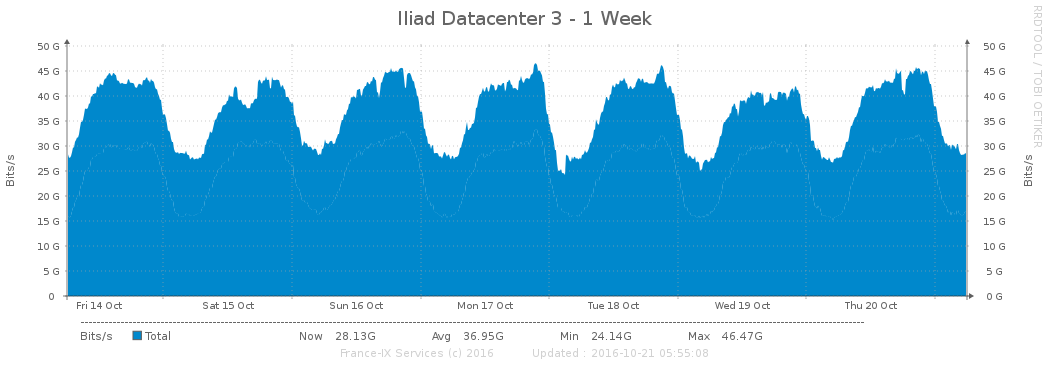 Iliad Datacenter 3 - 1 Week
RRDTOOL / TOBI OETIKER
50 G 50 G
45 G 45 G
40 G 40 G
35 G 35 G
30 G 30 G
25 G 25 G
20 G 20 G
15 G 15 G
10 G 10 G
5 G 5 G
0 0 G
Bits/s
Bits/s
Fri 14 Oct Sat 15 Oct Sun 16 Oct Mon 17 Oct Tue 18 Oct Wed 19 Oct Thu 20 Oct
Bits/s Total Now 28.13G Avg 36.95G Min 24.14G Max 46.47G
France-IX Services (c) 2016 Updated : 2016-10-21 05:55:08